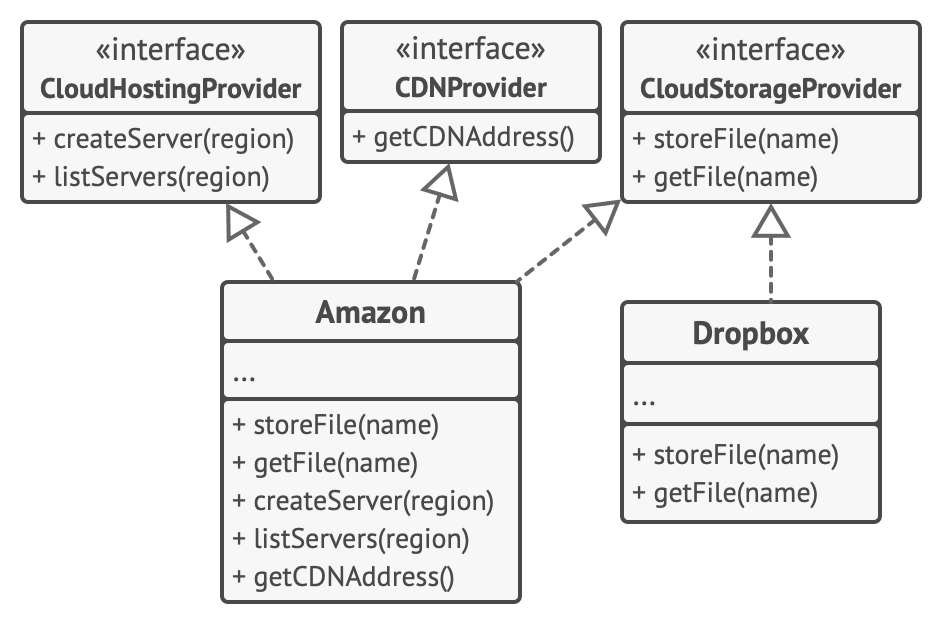 «interface»
CloudHostingProvider
+ createServer(region)
+ listServers(region)
«interface»
CDNProvider
+ getCDNAddress()
«interface»
CloudStorageProvider
+ storeFile(name)
+ getFile(name)
Amazon
...
+ storeFile(name)
+ getFile(name)
+ createServer(region)
+ listServers(region)
+ getCDNAddress()
Dropbox
...
+ storeFile(name)
+ getFile(name)